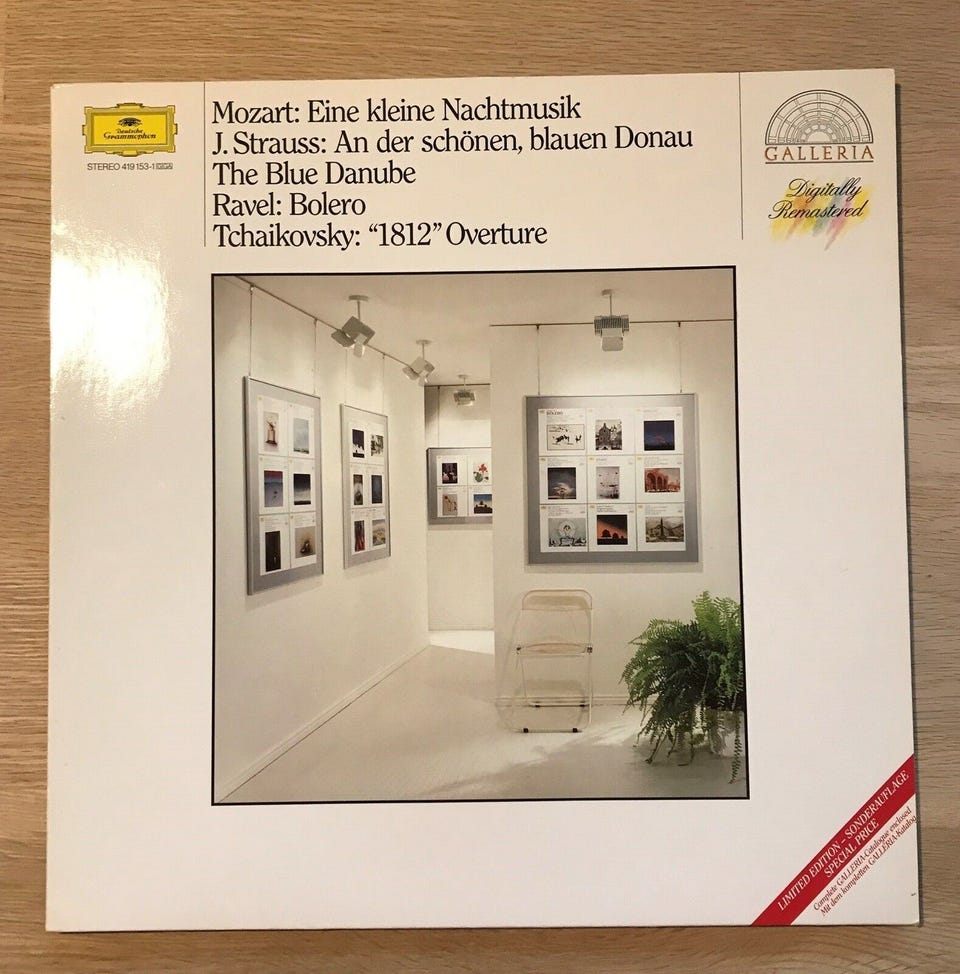 Deutsche
Grammophon
STEREO 419 153-1
Mozart: Eine kleine Nachtmusik
J. Strauss: An der schönen, blauen Donau
The Blue Danube
Ravel: Bolero
Tchaikovsky: “1812” Overture
GALLERIA
Digitally
Remastered
BOLERO
LIMITED EDITION – SONDERAUFLAGE
SPECIAL PRICE
Complete GALLERIA-Catalogue enclosed
Mit dem kompletten GALLERIA-Katalog